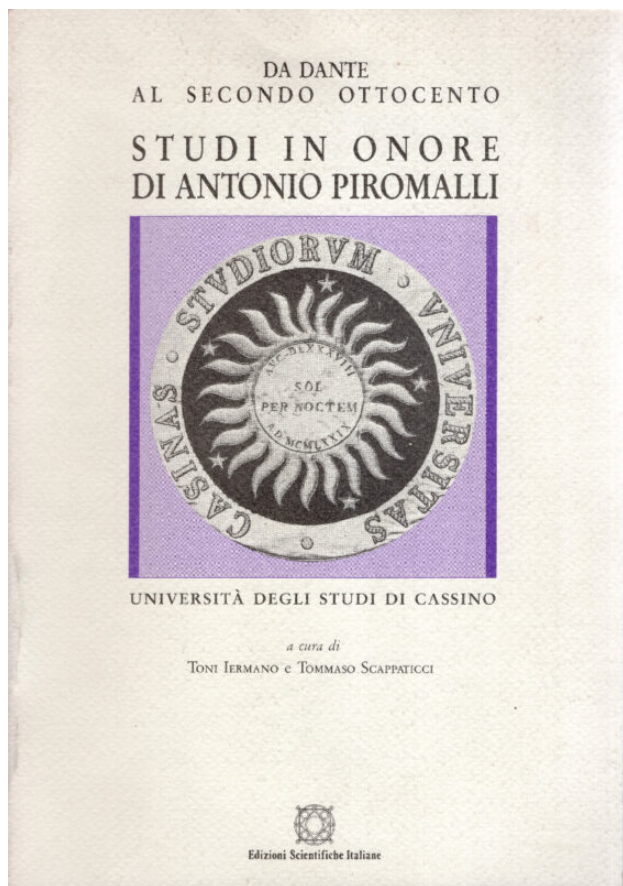 DA DANTE
AL SECONDO OTTOCENTO
STUDI IN ONORE
DI ANTONIO PIROMALLI
CASINAS ◦ STVDIORVM ◦ VNIVERSITAS ◦
SOL
PER NOCTEM
A.D. MCMLXXIX
UNIVERSITÀ DEGLI STUDI DI CASSINO
a cura di
TONI IERMANO e TOMMASO SCAPPATICCI
Edizioni Scientifiche Italiane